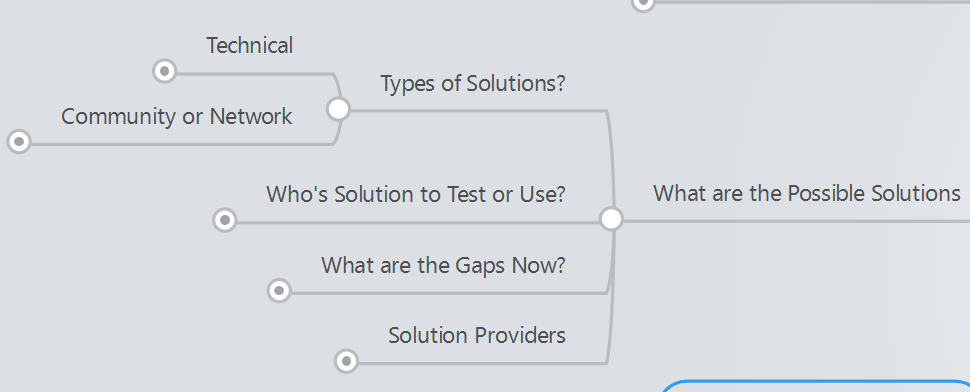 Technical
Types of Solutions?
Community or Network
Who's Solution to Test or Use?
What are the Possible Solutions
What are the Gaps Now?
Solution Providers